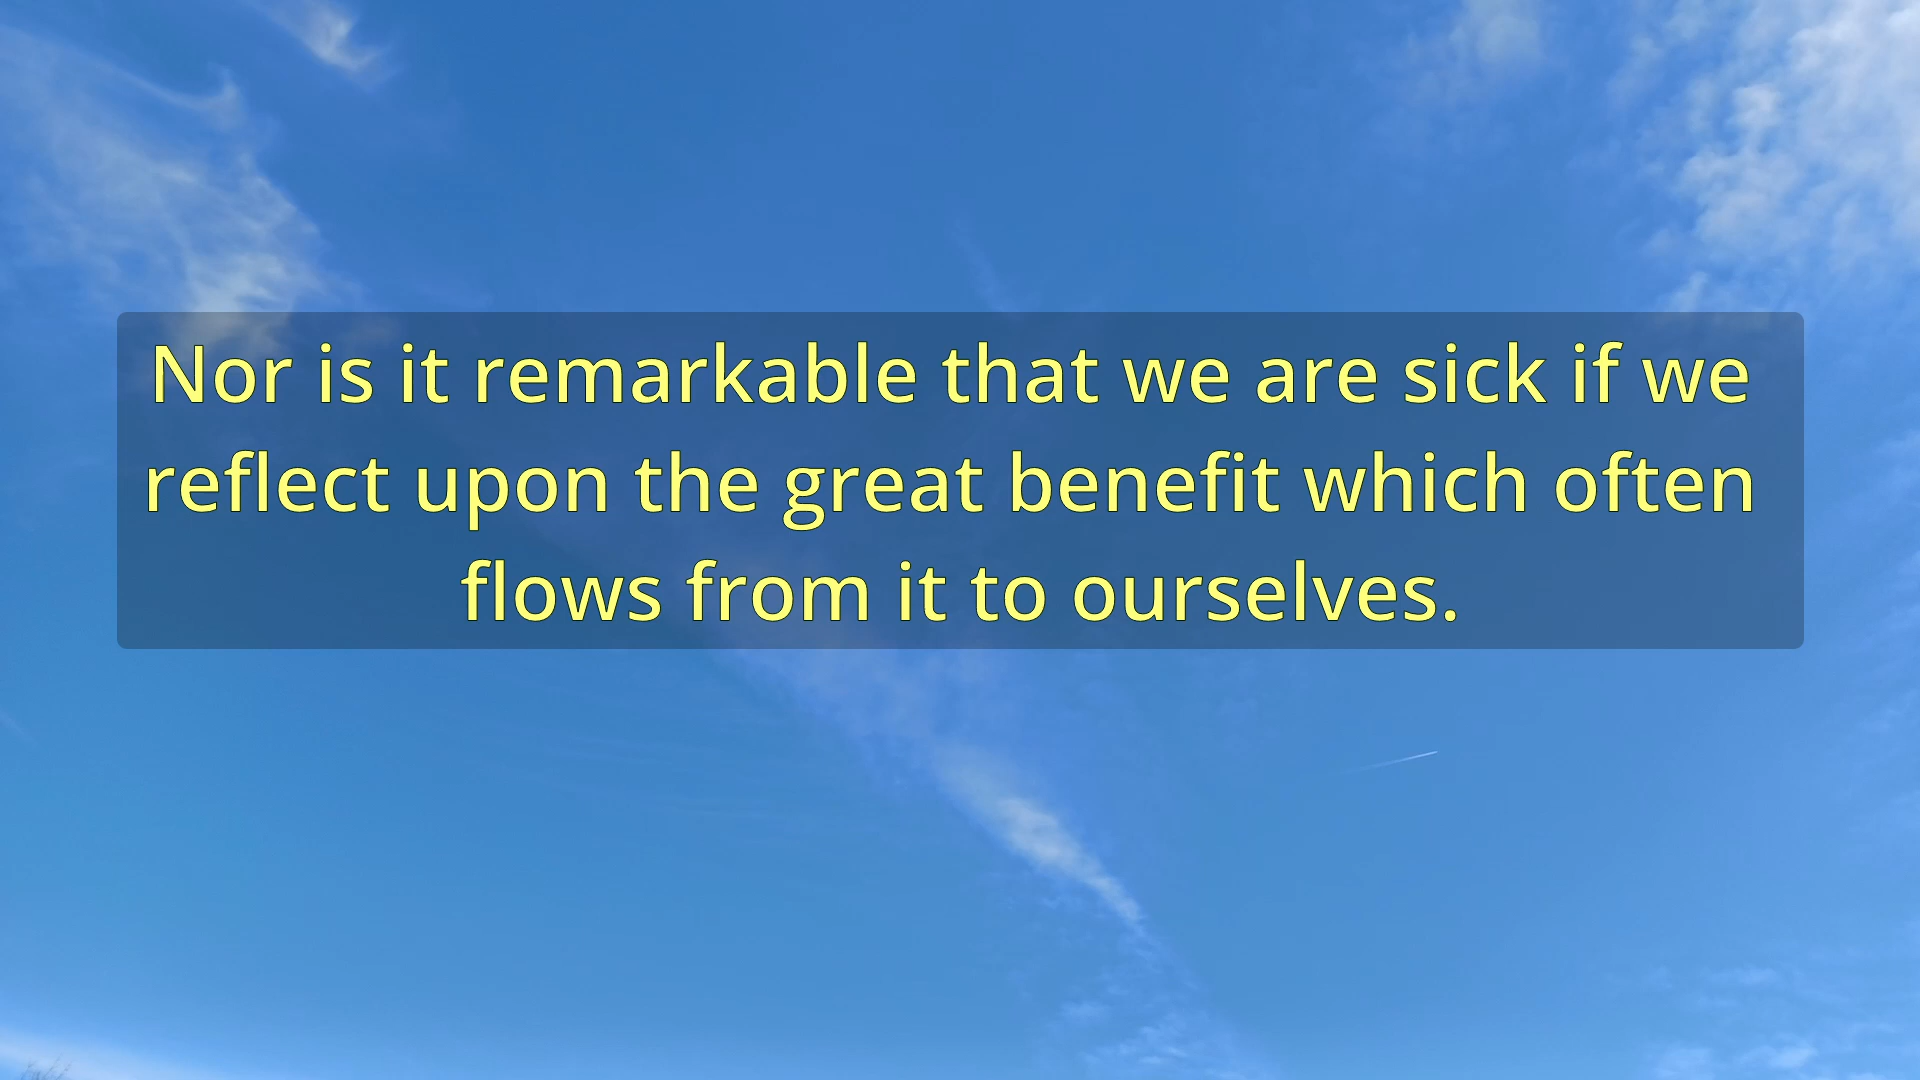 Nor is it remarkable that we are sick if we
reflect upon the great benefit which often
flows from it to ourselves.